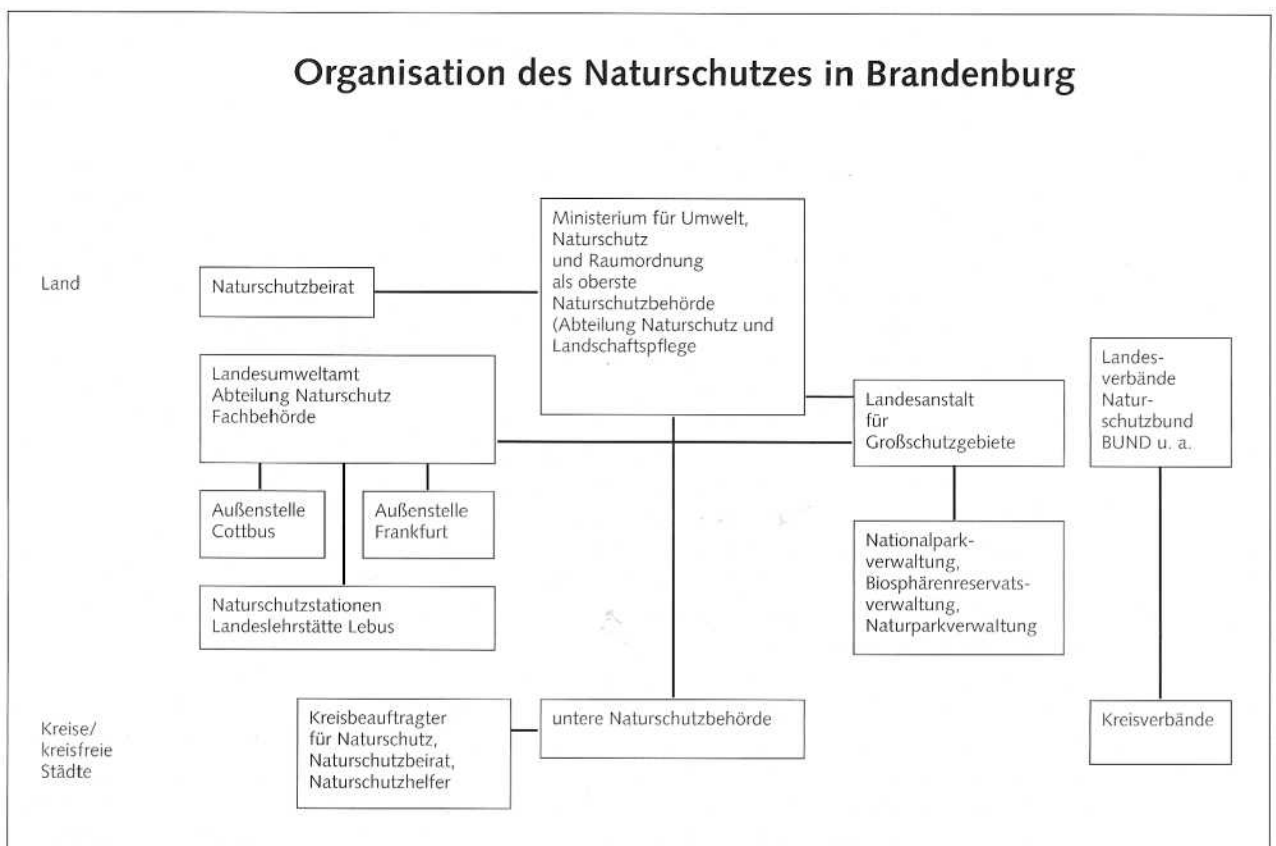 Organisation des Naturschutzes in Brandenburg
Land
Naturschutzbeirat
Ministerium für Umwelt,
Naturschutz
und Raumordnung
als oberste
Naturschutzbehörde
(Abteilung Naturschutz und
Landschaftspflege
Landesumweltamt
Abteilung Naturschutz
Fachbehörde
Landesanstalt
für
Großschutzgebiete
Landes-
verbände
Natur-
schutzbund
BUND u. a.
Außenstelle
Cottbus
Außenstelle
Frankfurt
Naturschutzstationen
Landeslehrstätte Lebus
Nationalpark-
verwaltung,
Biosphärenreservats-
verwaltung,
Naturparkverwaltung
Kreise/
kreisfreie
Städte
Kreisbeauftragter
für Naturschutz,
Naturschutzbeirat,
Naturschutzhelfer
untere Naturschutzbehörde
Kreisverbände